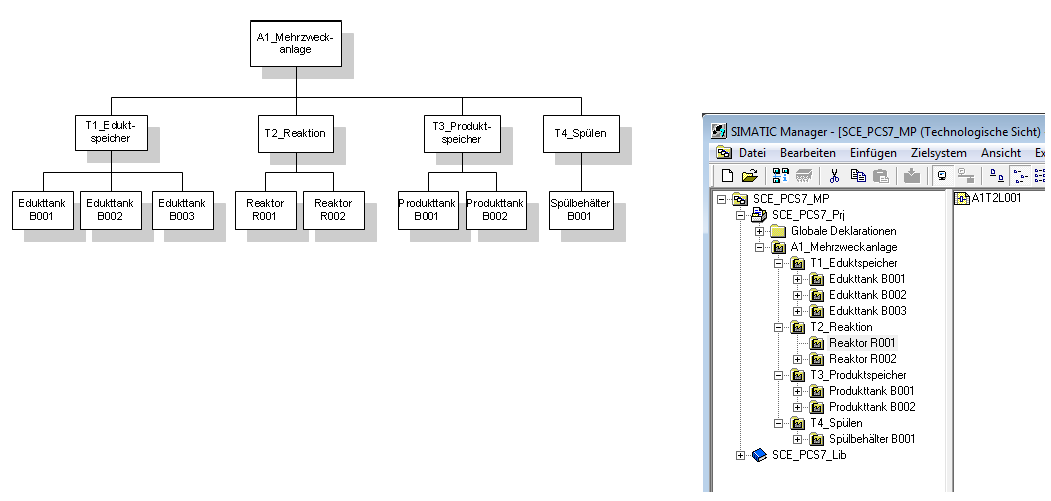 A1_Mehrzweck-
anlage
T1_Edukt-
speicher
T2_Reaktion
T3_Produkt-
speicher
T4_Spülen
Edukttank
B001
Edukttank
B002
Edukttank
B003
Reaktor
R001
Reaktor
R002
Produkttank
B001
Produkttank
B002
Spülbehälter
B001
SIMATIC Manager - [SCE_PCS7_MP (Technologische Sicht)
Datei Bearbeiten Einfügen Zielsystem Ansicht Ex
SCE_PCS7_MP
SCE_PCS7_Prj
Globale Deklarationen
A1_Mehrzweckanlage
T1_Eduktspeicher
Edukttank B001
Edukttank B002
Edukttank B003
T2_Reaktion
Reaktor R001
Reaktor R002
T3_Produktspeicher
Produkttank B001
Produkttank B002
T4_Spülen
Spülbehälter B001
SCE_PCS7_Lib
A1T2L001